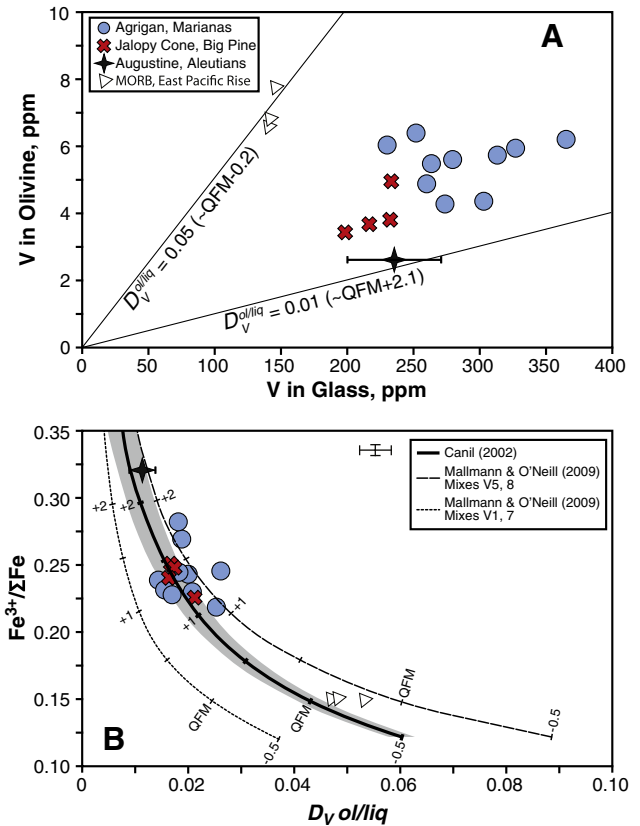 10
8
6
4
2
0
V in Olivine, ppm
Agrigan, Marianas
Jalopy Cone, Big Pine
Augustine, Aleutians
MORB, East Pacific Rise
A
D_V^ol/liq = 0.05 (~QFM-0.2)
D_V^ol/liq = 0.01 (~QFM+2.1)
0 50 100 150 200 250 300 350 400
V in Glass, ppm
0.35
0.30
0.25
0.20
0.15
0.10
Fe³⁺/ΣFe
Canil (2002)
Mallmann & O'Neill (2009)
Mixes V5, 8
Mallmann & O'Neill (2009)
Mixes V1, 7
+2 +2 +2
+1 +1 +1
QFM QFM QFM
-0.5 -0.5 -0.5
B
0 0.02 0.04 0.06 0.08 0.10
D_V ol/liq